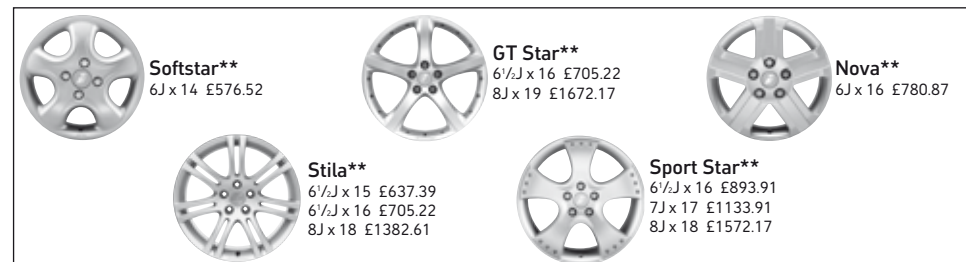 Softstar**
6J x 14 £576.52
GT Star**
6½J x 16 £705.22
8J x 19 £1672.17
Nova**
6J x 16 £780.87
Stila**
6½J x 15 £637.39
6½J x 16 £705.22
8J x 18 £1382.61
Sport Star**
6½J x 16 £893.91
7J x 17 £1133.91
8J x 18 £1572.17